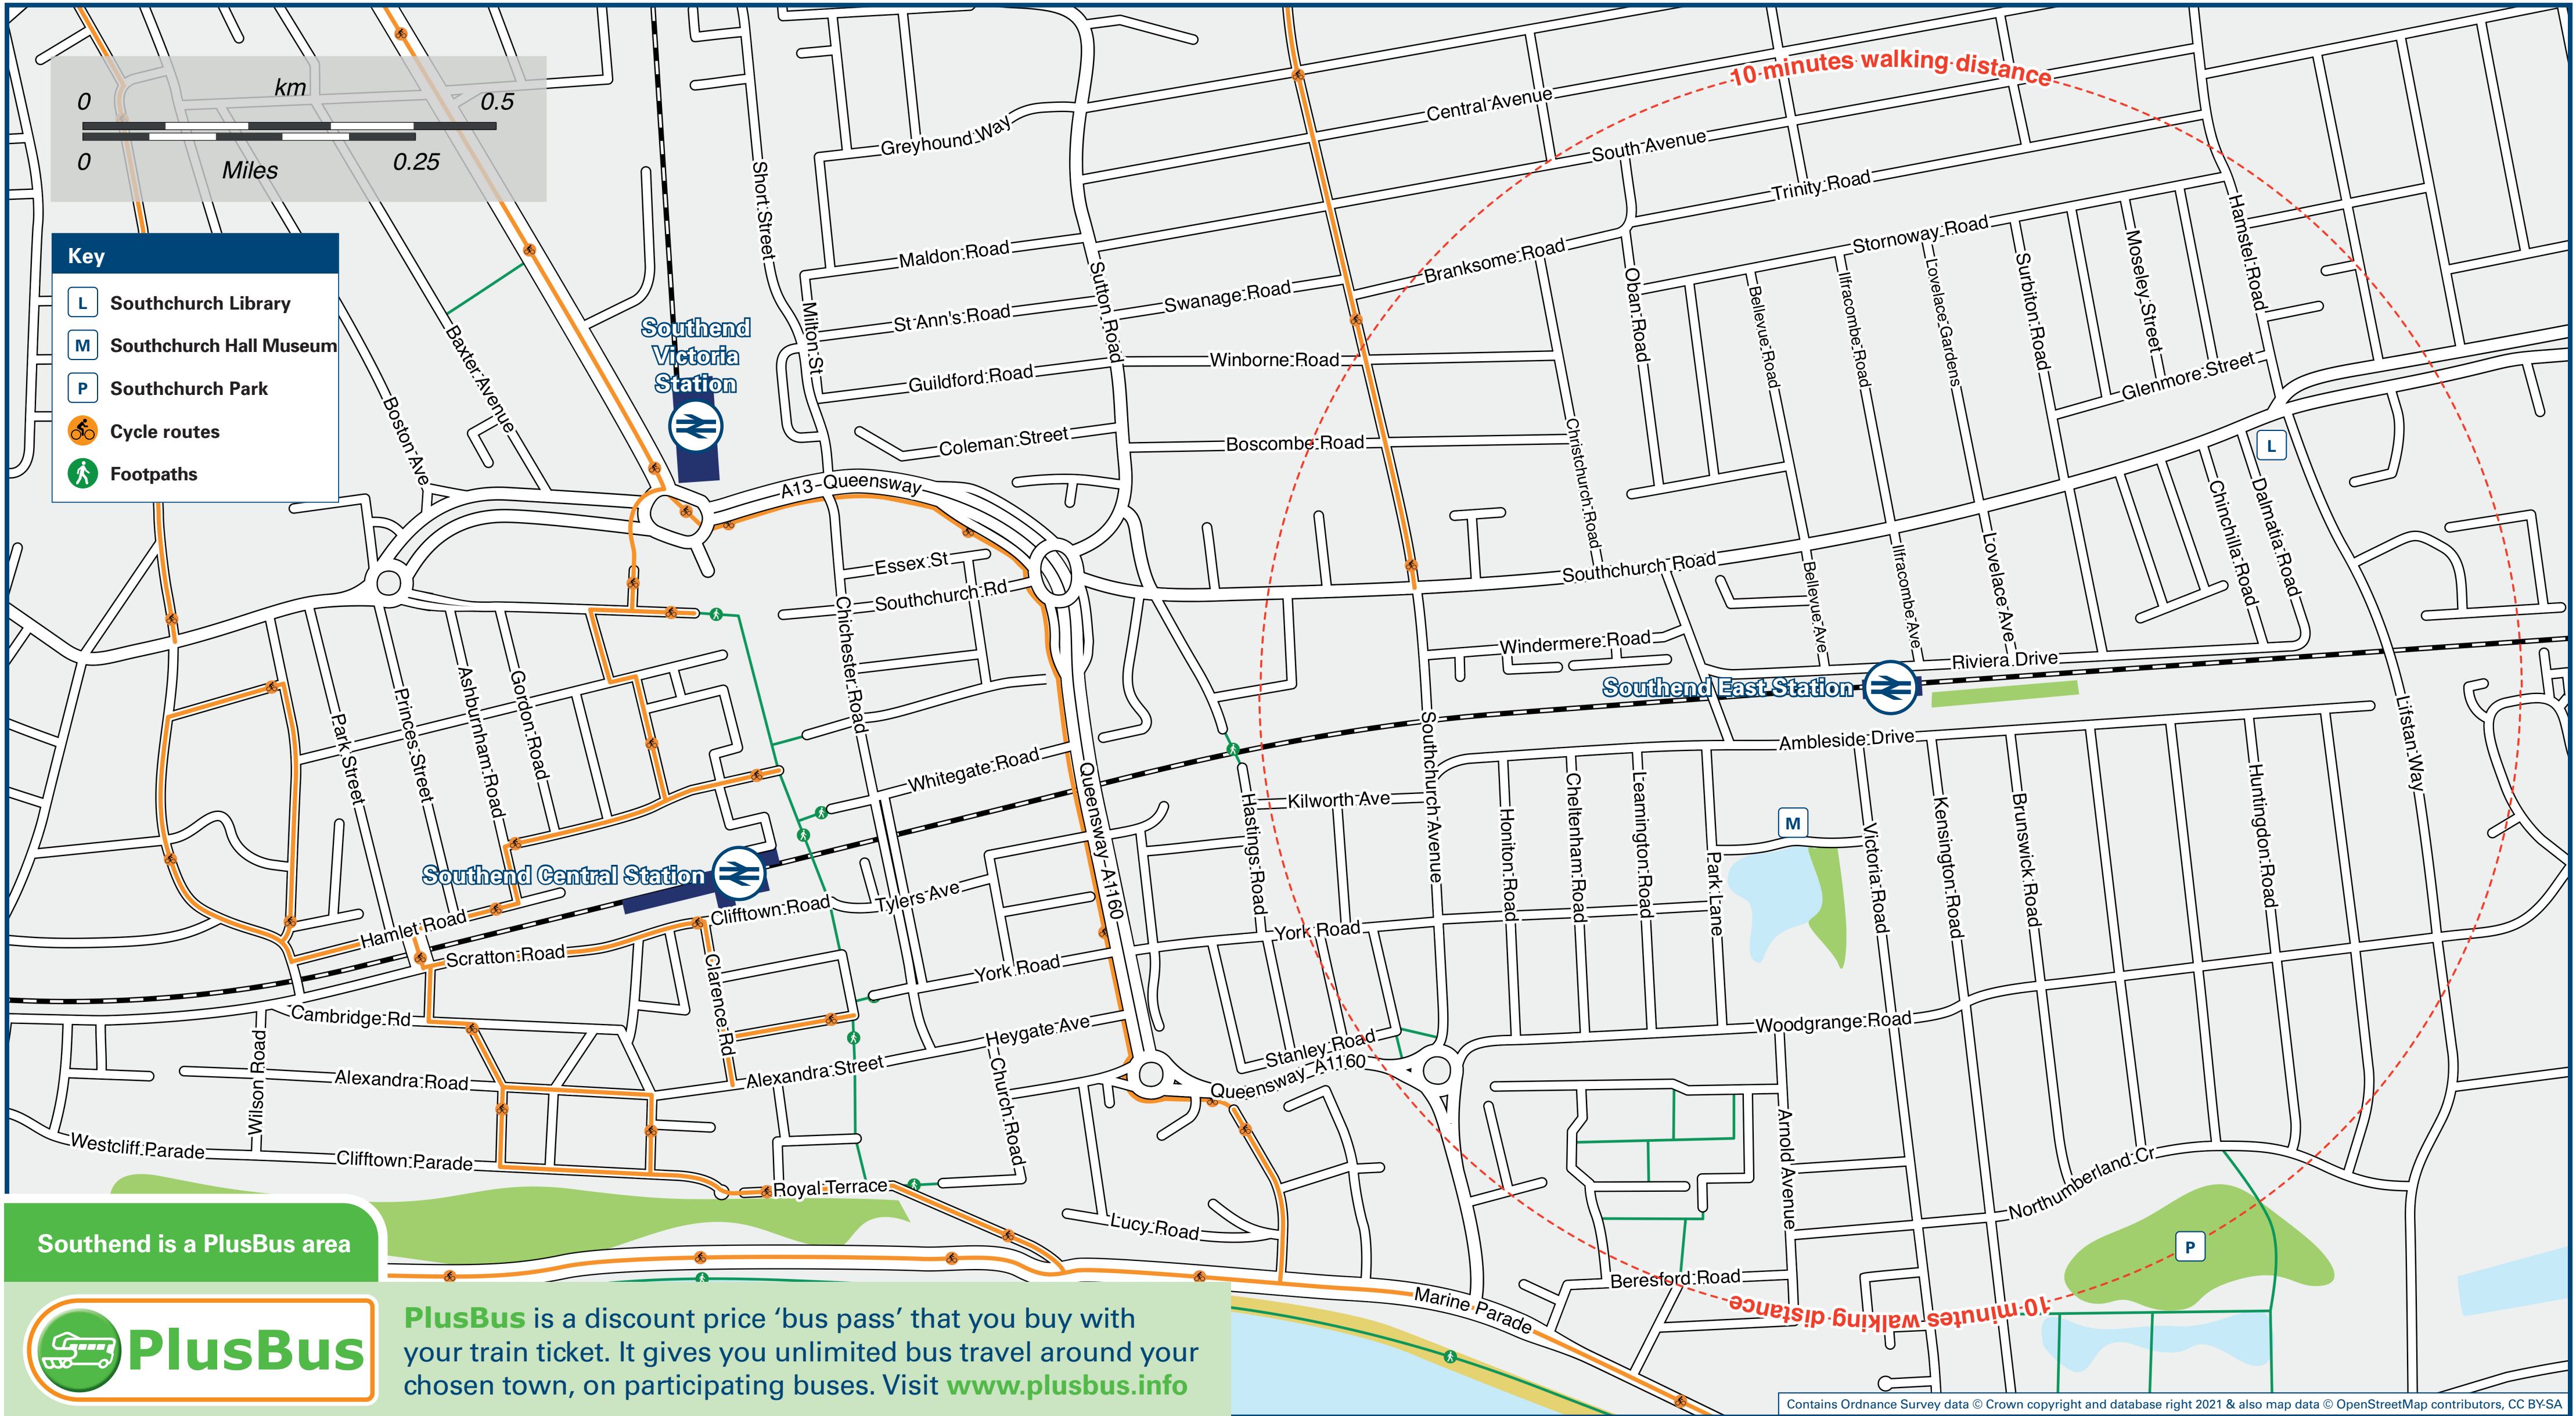 0 km 0.5
0 Miles 0.25
Key
L Southchurch Library
M Southchurch Hall Museum
P Southchurch Park
Cycle routes
Footpaths
10 minutes walking distance
Central Avenue
Greyhound Way
South Avenue
Short Street
Trinity Road
Hamstel Road
Maldon Road
Branksome Road
Stornoway Road
Sutton Road
Swanage Road
Oban Road
Bellevue Road
Ilfracombe Road
Lovelace Gardens
Surbiton Road
Moseley Street
Milton St
St Ann's Road
Southend
Victoria
Station
Baxter Avenue
Winborne Road
Guildford Road
Glenmore Street
Boston Ave
Coleman Street
Boscombe Road
Christchurch Road
L
A13 Queensway
Chinchilla Road
Dalmatia Road
Essex St
Southchurch Rd
Southchurch Road
Bellevue Ave
Ilfracombe Ave
Lovelace Ave
Chichester Road
Windermere Road
Riviera Drive
Southend East Station
Park Street
Princes Street
Ashburnham Road
Gordon Road
Lifstan Way
Southchurch Avenue
Ambleside Drive
Whitegate Road
Queensway A1160
Hastings Road
Kilworth Ave
Honiton Road
Cheltenham Road
Leamington Road
Park Lane
M
Victoria Road
Kensington Road
Brunswick Road
Huntingdon Road
Southend Central Station
Clifftown Road
Tylers Ave
Hamlet Road
Scratton Road
York Road
York Road
Clarence Rd
Cambridge Rd
Wilson Road
Heygate Ave
Woodgrange Road
Stanley Road
Queensway A1160
Alexandra Road
Alexandra Street
Church Road
Arnold Avenue
Westcliff Parade
Clifftown Parade
Royal Terrace
Northumberland Cr
Lucy Road
P
Beresford Road
Marine Parade
10 minutes walking distance
Southend is a PlusBus area
PlusBus
PlusBus is a discount price ‘bus pass’ that you buy with
your train ticket. It gives you unlimited bus travel around your
chosen town, on participating buses. Visit www.plusbus.info
Contains Ordnance Survey data © Crown copyright and database right 2021 & also map data © OpenStreetMap contributors, CC BY-SA